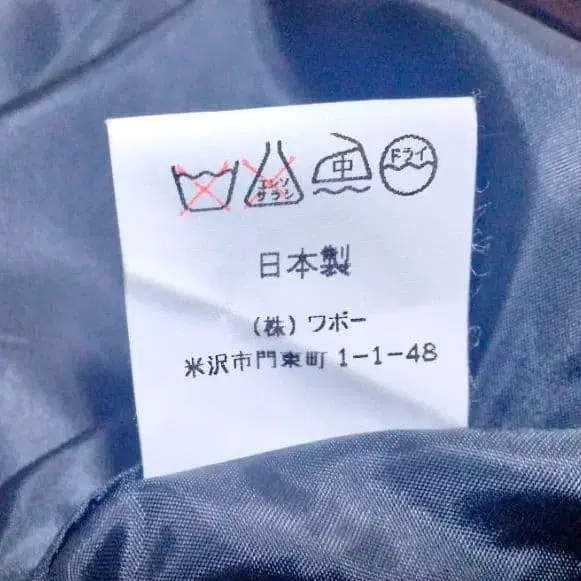 エンソ サラシ 中 ドライ
日本製
(株) ワボー
米沢市門東町 1-1-48